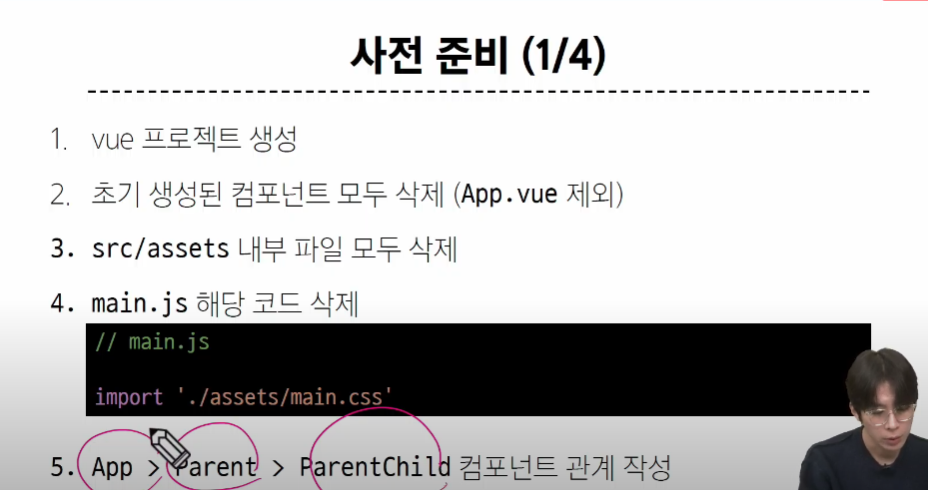 사전 준비 (1/4)
1. vue 프로젝트 생성
2. 초기 생성된 컴포넌트 모두 삭제 (App.vue 제외)
3. src/assets 내부 파일 모두 삭제
4. main.js 해당 코드 삭제
// main.js
import './assets/main.css'
5. App > Parent > ParentChild 컴포넌트 관계 작성